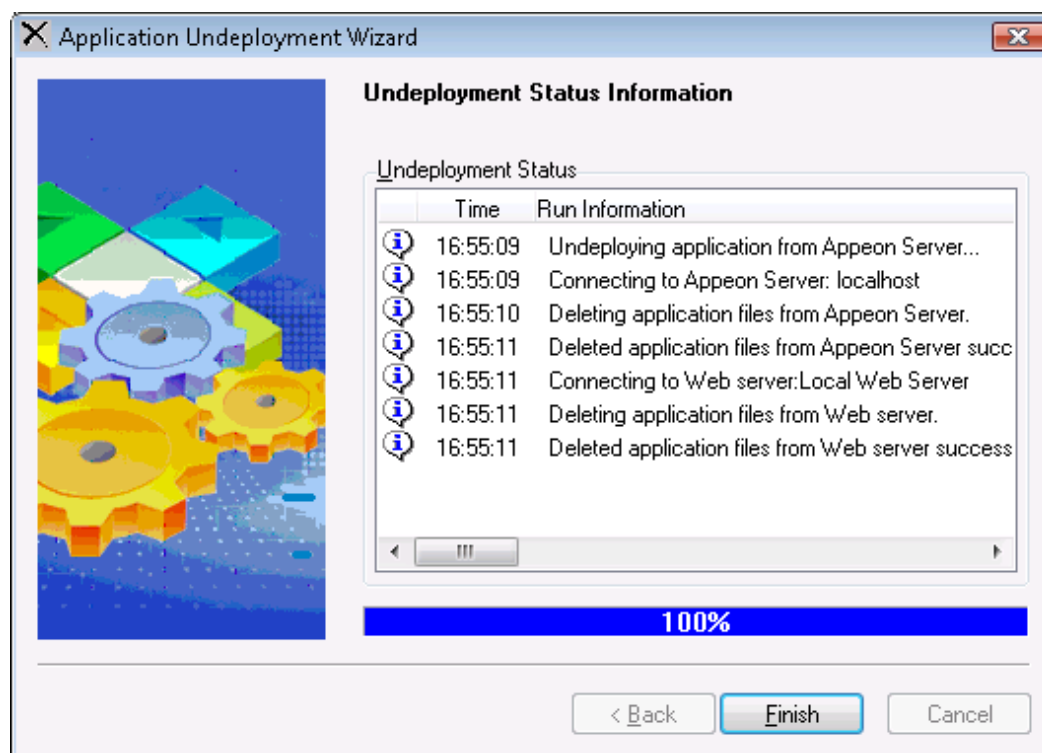 Application Undeployment Wizard
Undeployment Status Information
Undeployment Status
Time Run Information
16:55:09 Undeploying application from Appeon Server...
16:55:09 Connecting to Appeon Server: localhost
16:55:10 Deleting application files from Appeon Server.
16:55:11 Deleted application files from Appeon Server succ
16:55:11 Connecting to Web server:Local Web Server
16:55:11 Deleting application files from Web server.
16:55:11 Deleted application files from Web server success
100%
< Back Finish Cancel